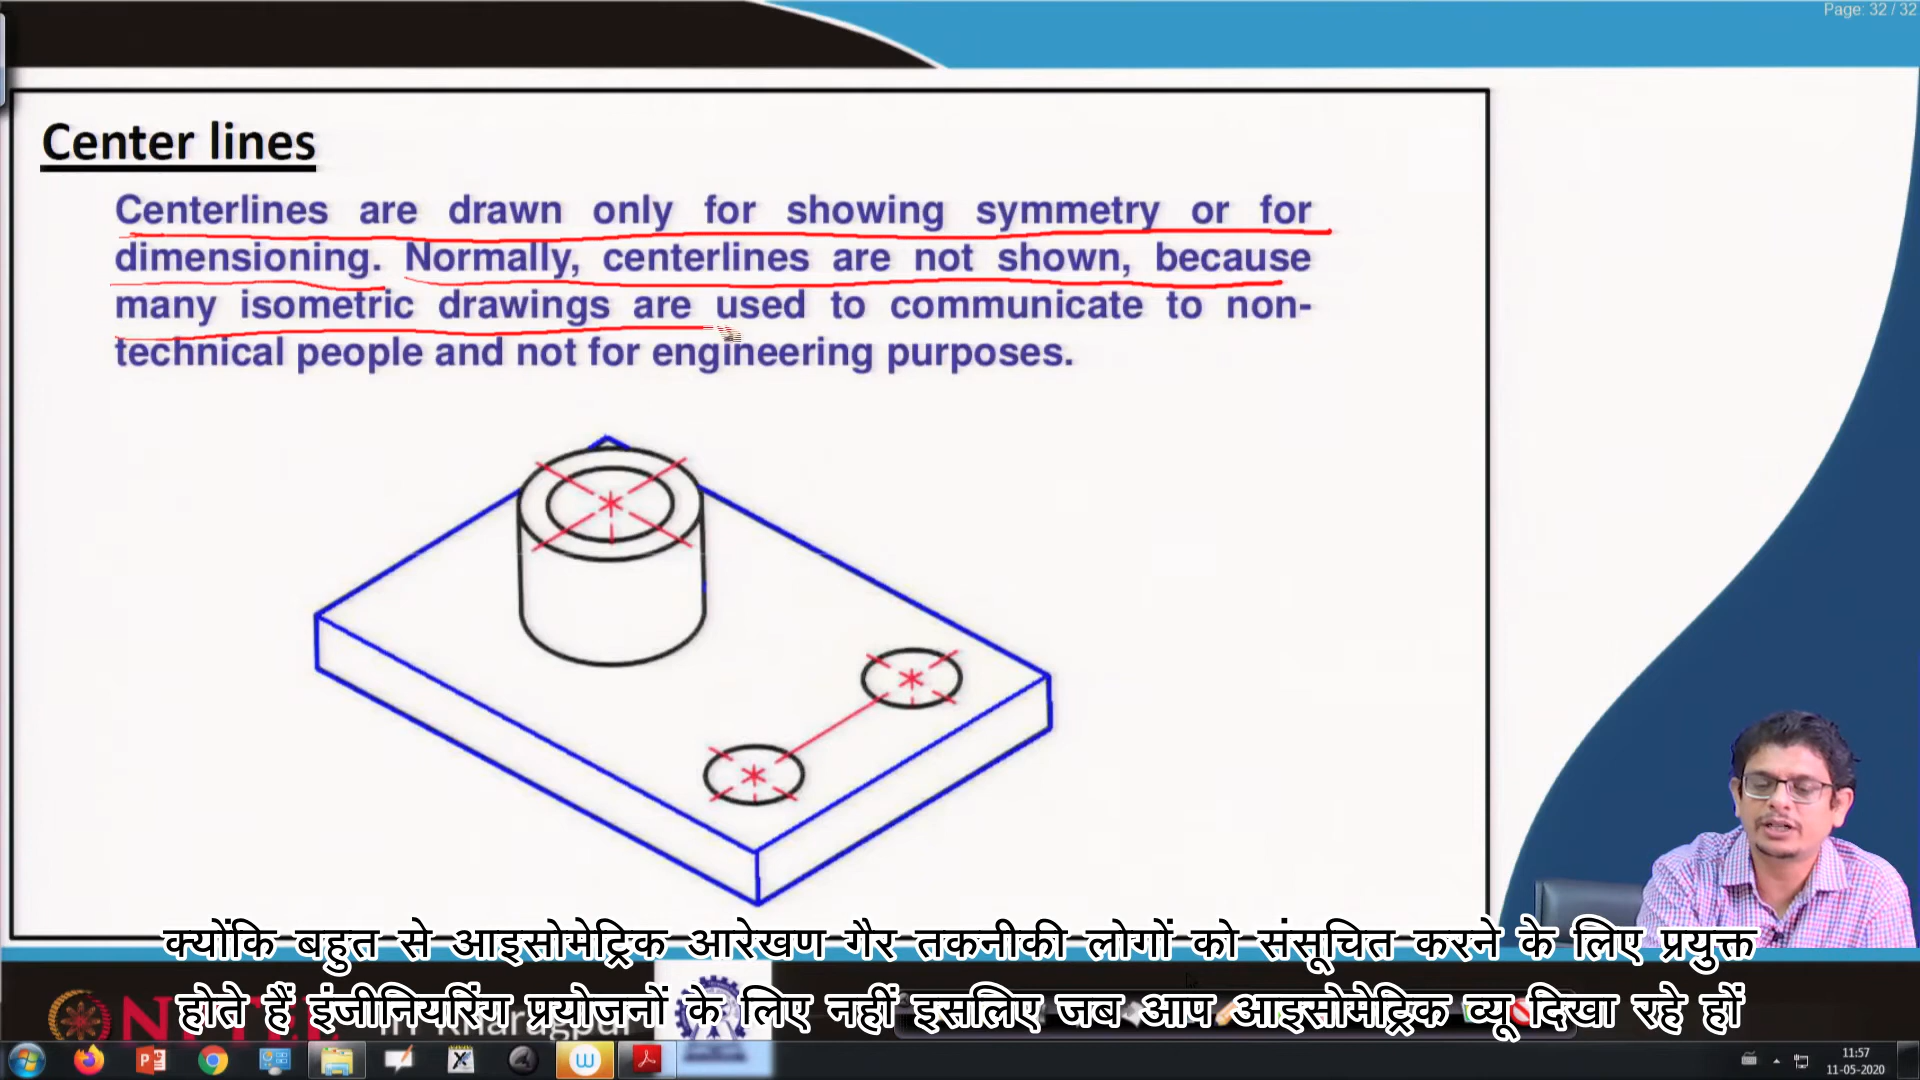 Page: 32 / 32
Center lines
Centerlines are drawn only for showing symmetry or for
dimensioning. Normally, centerlines are not shown, because
many isometric drawings are used to communicate to non-
technical people and not for engineering purposes.
क्योंकि बहुत से आइसोमेट्रिक आरेखण गैर तकनीकी लोगों को संसूचित करने के लिए प्रयुक्त
होते हैं इंजीनियरिंग प्रयोजनों के लिए नहीं इसलिए जब आप आइसोमेट्रिक व्यू दिखा रहे हों
11:57
11-05-2020